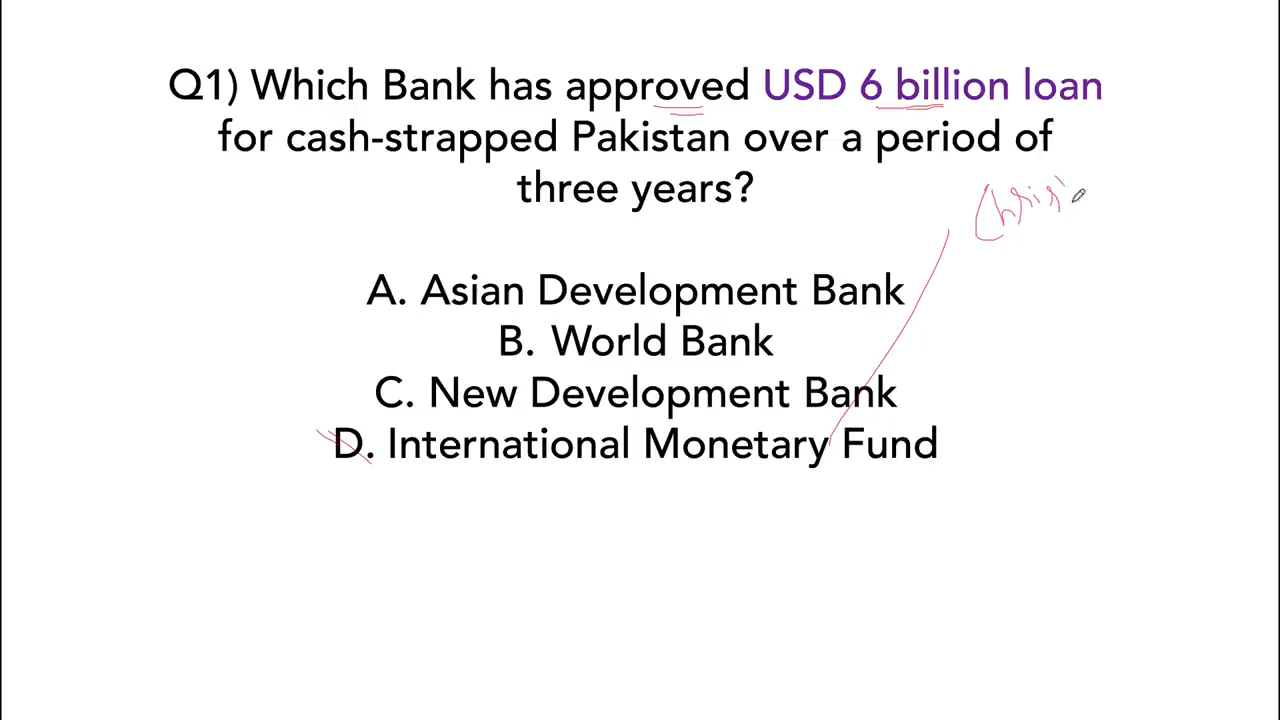 Q1) Which Bank has approved USD 6 billion loan
for cash-strapped Pakistan over a period of
three years?
Chris
A. Asian Development Bank
B. World Bank
C. New Development Bank
D. International Monetary Fund